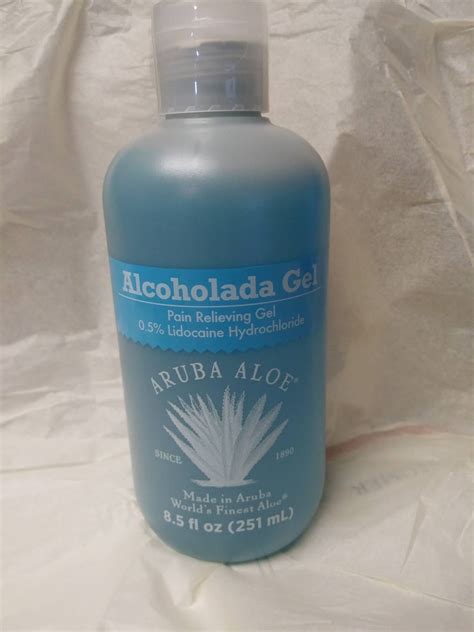 Alcoholada Gel
Pain Relieving Gel
0.5% Lidocaine Hydrochloride
ARUBA ALOE®
SINCE 1890
Made in Aruba
World's Finest Aloe®
8.5 fl oz (251 mL)